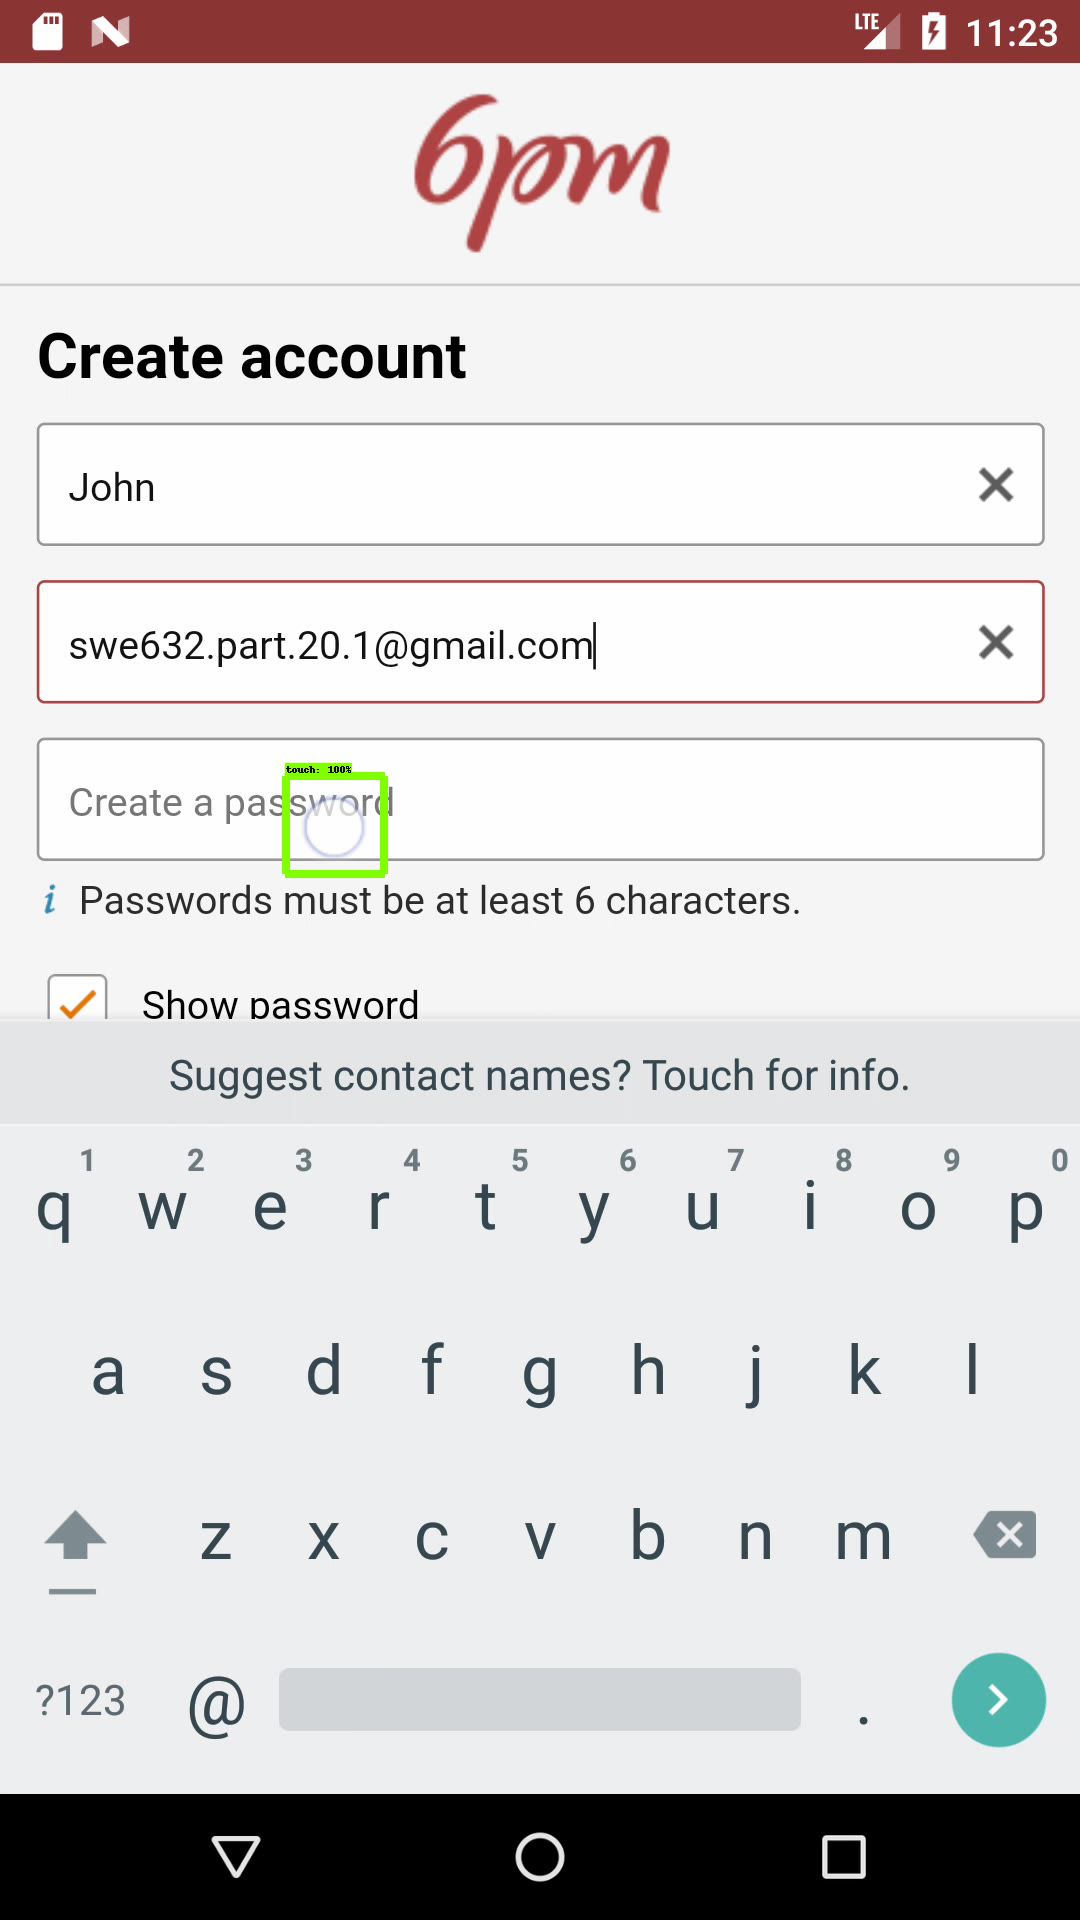 LTE 11:23
6pm
Create account
John
swe632.part.20.1@gmail.com
touch: 100%
Create a password
i Passwords must be at least 6 characters.
Show password
Suggest contact names? Touch for info.
1 2 3 4 5 6 7 8 9 0
q w e r t y u i o p
a s d f g h j k l
z x c v b n m
?123 @ .